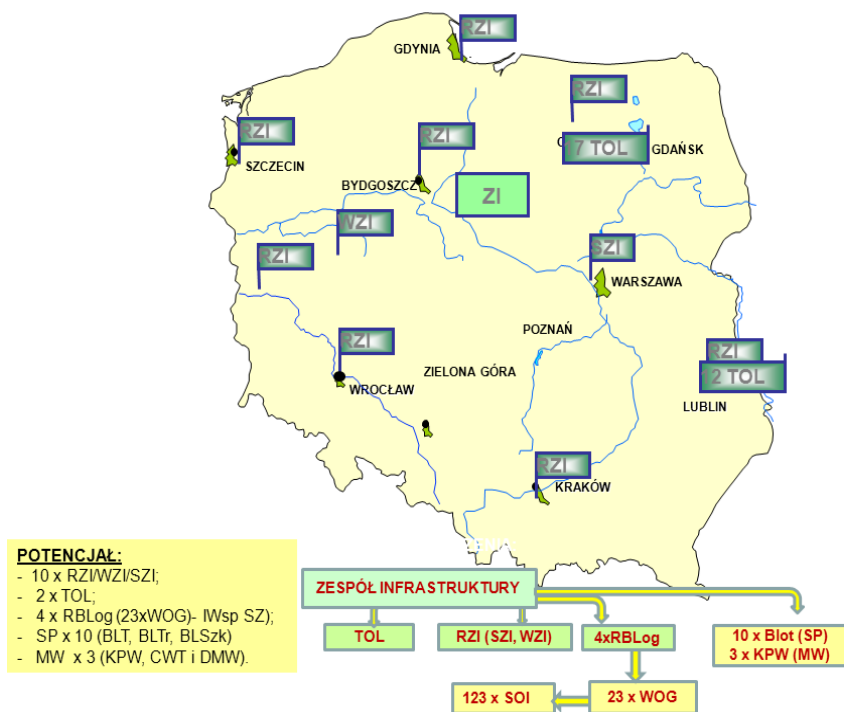 RZI
GDYNIA
RZI
RZI
RZI
7 TOL
GDAŃSK
SZCZECIN
BYDGOSZCZ
ZI
WZI
RZI
SZI
WARSZAWA
POZNAŃ
RZI
RZI
ZIELONA GÓRA
2 TOL
WROCŁAW
LUBLIN
RZI
KRAKÓW
POTENCJAŁ:
- 10 x RZI/WZI/SZI;
- 2 x TOL;
- 4 x RBLog (23xWOG)- IWsp SZ);
- SP x 10 (BLT, BLTr, BLSzk)
- MW x 3 (KPW, CWT i DMW).
ZESPÓŁ INFRASTRUKTURY
TOL
RZI (SZI, WZI)
4xRBLog
10 x Blot (SP)
3 x KPW (MW)
123 x SOI
23 x WOG